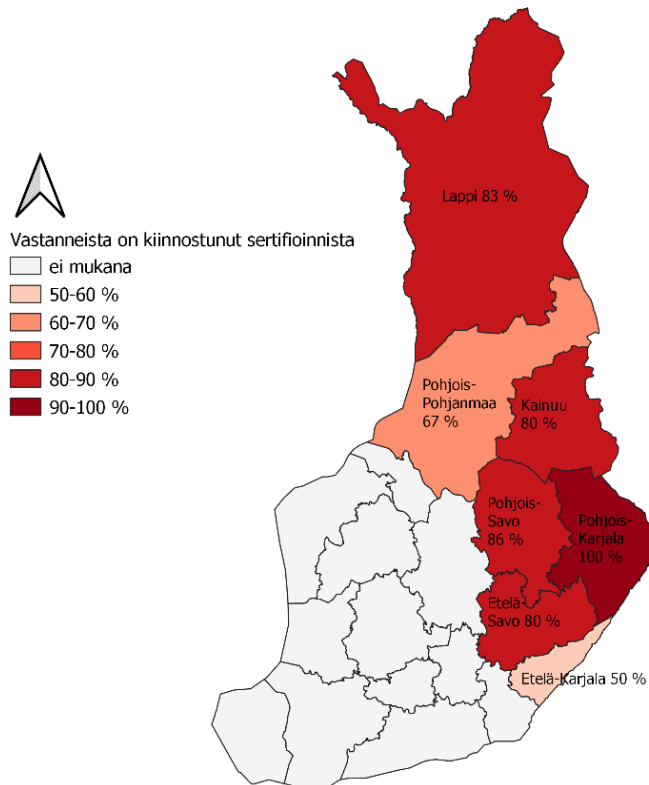 Lappi 83 %
Vastanneista on kiinnostunut sertifioinnista
ei mukana
50-60 %
60-70 %
70-80 %
80-90 %
90-100 %
Pohjois-
Pohjanmaa
67 %
Kainuu
80 %
Pohjois-
Savo
86 %
Pohjois-
Karjala
100 %
Etelä-
Savo 80 %
Etelä-Karjala 50 %